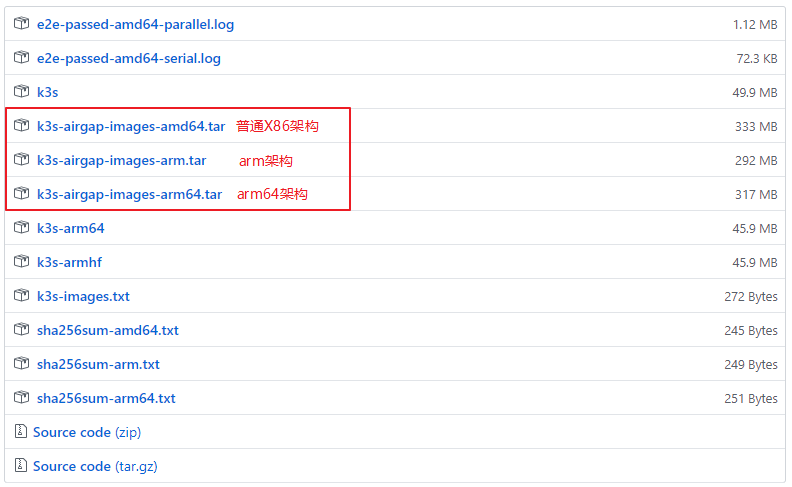 e2e-passed-amd64-parallel.log 1.12 MB
e2e-passed-amd64-serial.log 72.3 KB
k3s 49.9 MB
k3s-airgap-images-amd64.tar 普通X86架构 333 MB
k3s-airgap-images-arm.tar arm架构 292 MB
k3s-airgap-images-arm64.tar arm64架构 317 MB
k3s-arm64 45.9 MB
k3s-armhf 45.9 MB
k3s-images.txt 272 Bytes
sha256sum-amd64.txt 245 Bytes
sha256sum-arm.txt 249 Bytes
sha256sum-arm64.txt 251 Bytes
Source code (zip)
Source code (tar.gz)